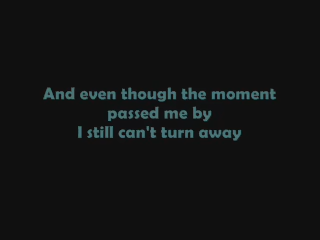 And even though the moment
passed me by
I still can't turn away